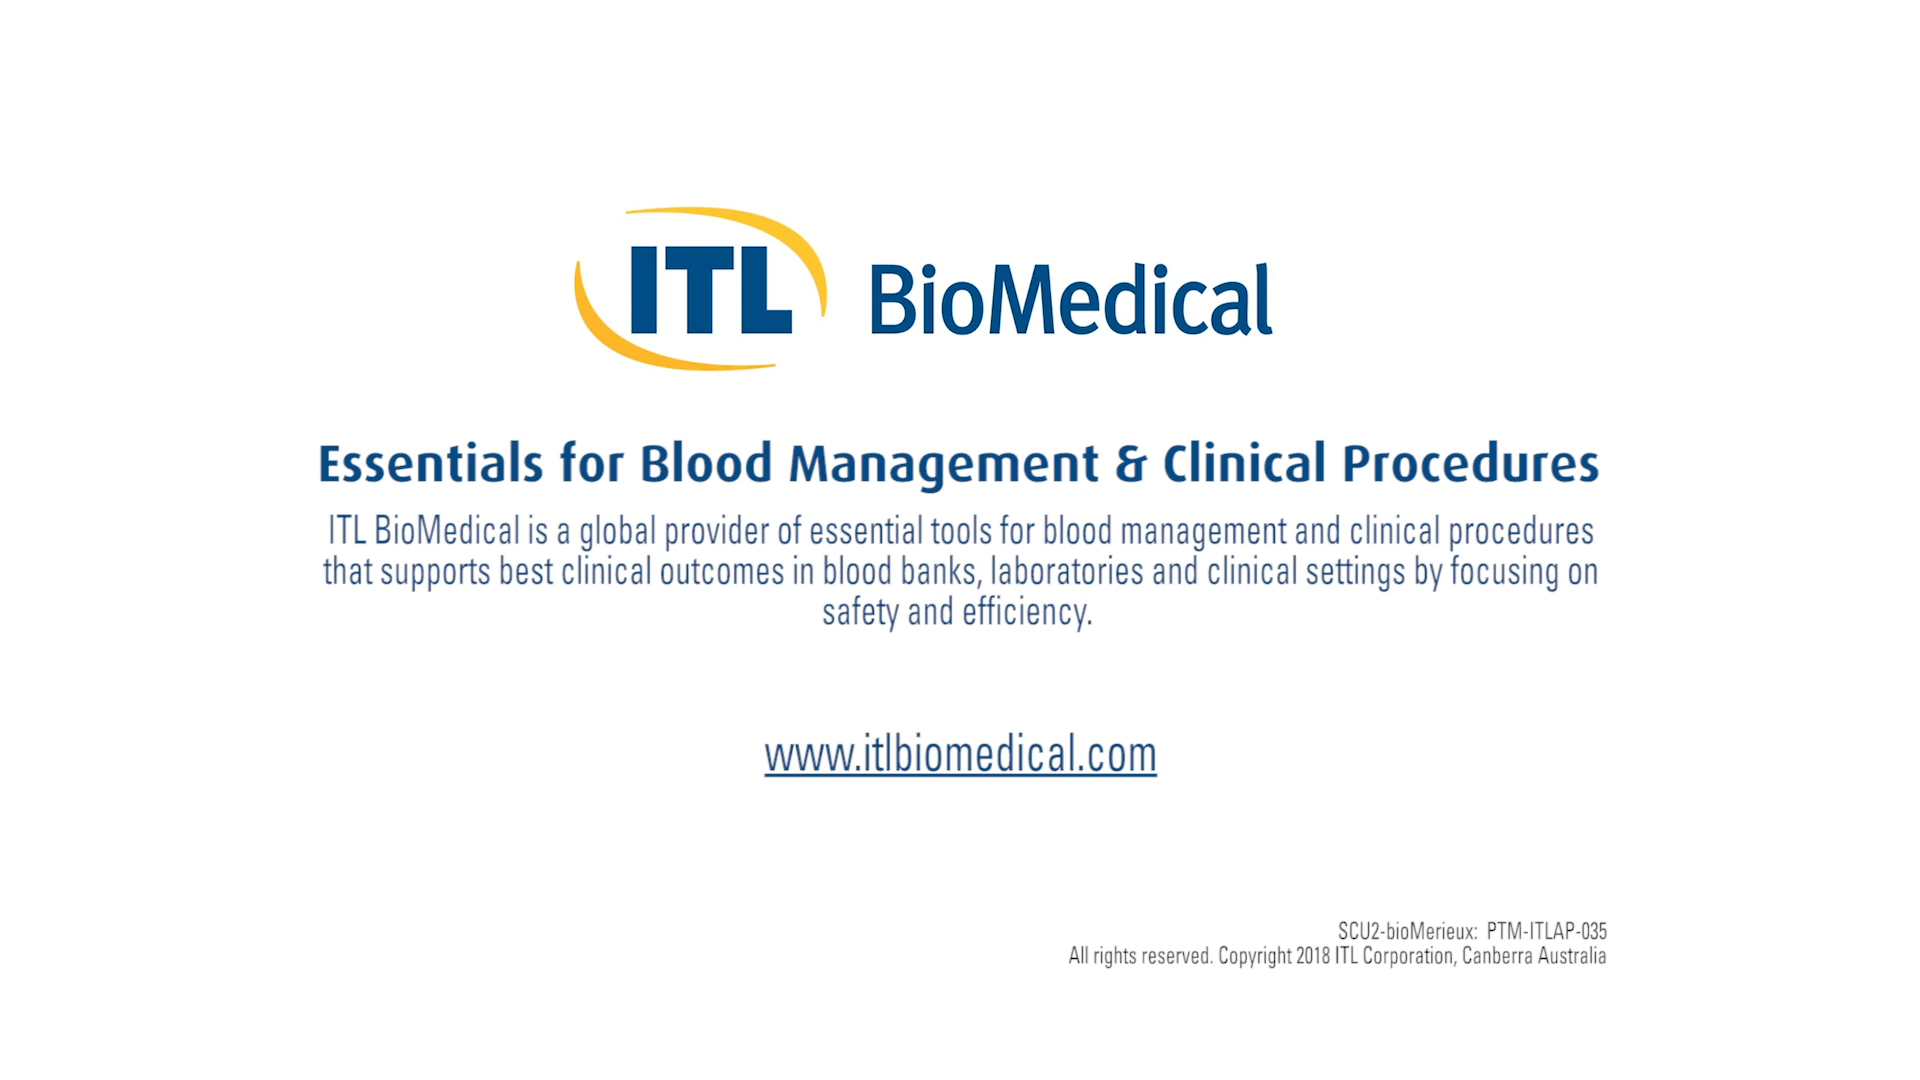 ITL BioMedical
Essentials for Blood Management & Clinical Procedures
ITL BioMedical is a global provider of essential tools for blood management and clinical procedures
that supports best clinical outcomes in blood banks, laboratories and clinical settings by focusing on
safety and efficiency.
www.itlbiomedical.com
SCU2-bioMerieux: PTM-ITLAP-035
All rights reserved. Copyright 2018 ITL Corporation, Canberra Australia